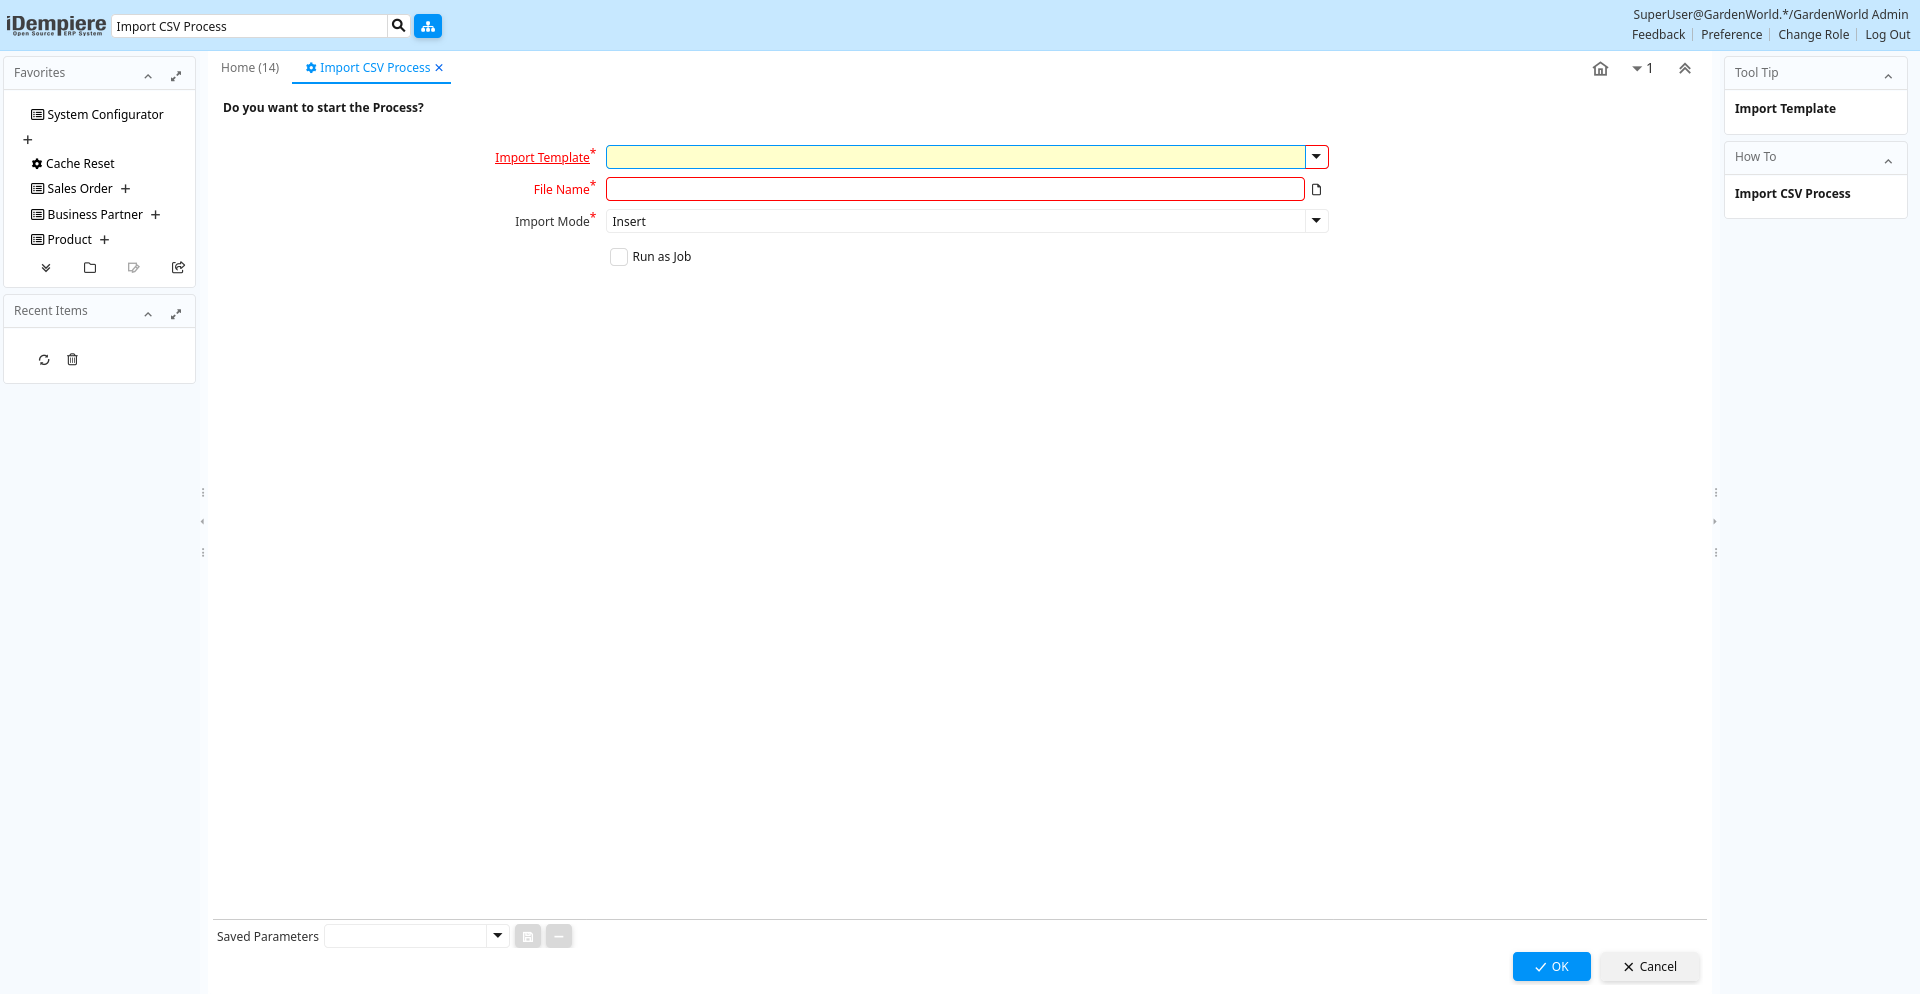 iDempiere
Open Source ERP System
Import CSV Process
SuperUser@GardenWorld.*/GardenWorld Admin
Feedback
Preference
Change Role
Log Out
Favorites
System Configurator
Cache Reset
Sales Order
Business Partner
Product
Recent Items
Home (14)
Import CSV Process
1
Do you want to start the Process?
Import Template*
File Name*
Import Mode*
Insert
Run as Job
Saved Parameters
OK
Cancel
Tool Tip
Import Template
How To
Import CSV Process